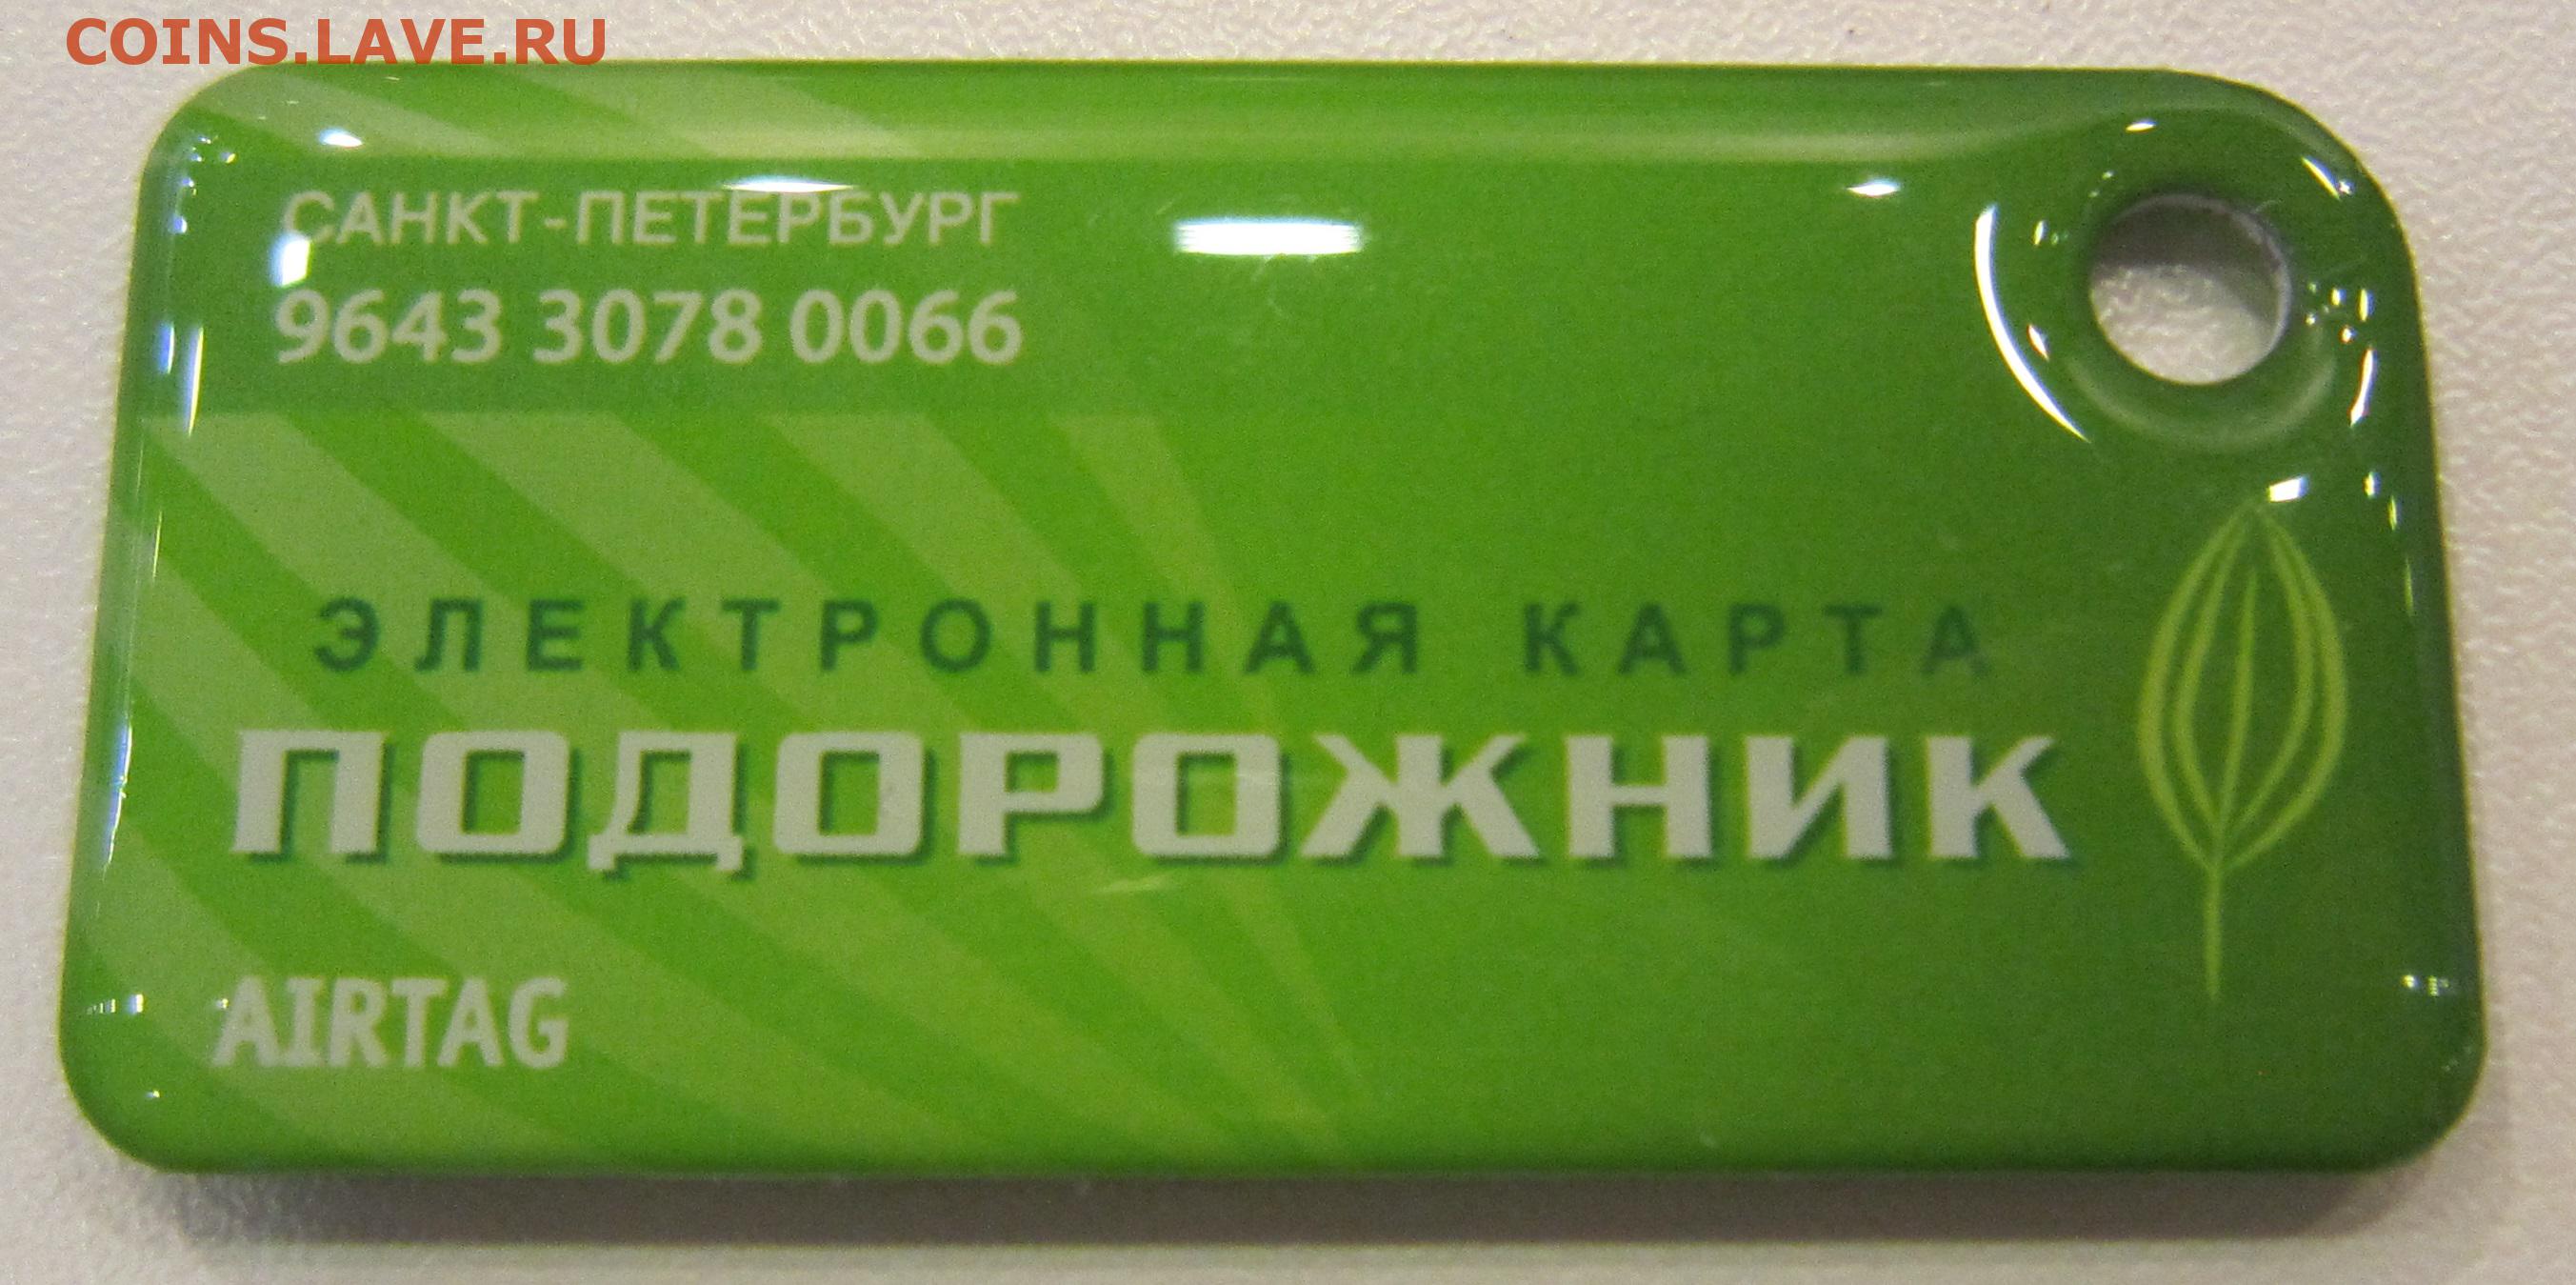 COINS.LAVE.RU
САНКТ-ПЕТЕРБУРГ
9643 3078 0066
ЭЛЕКТРОННАЯ КАРТА
ПОДОРОЖНИК
AIRTAG